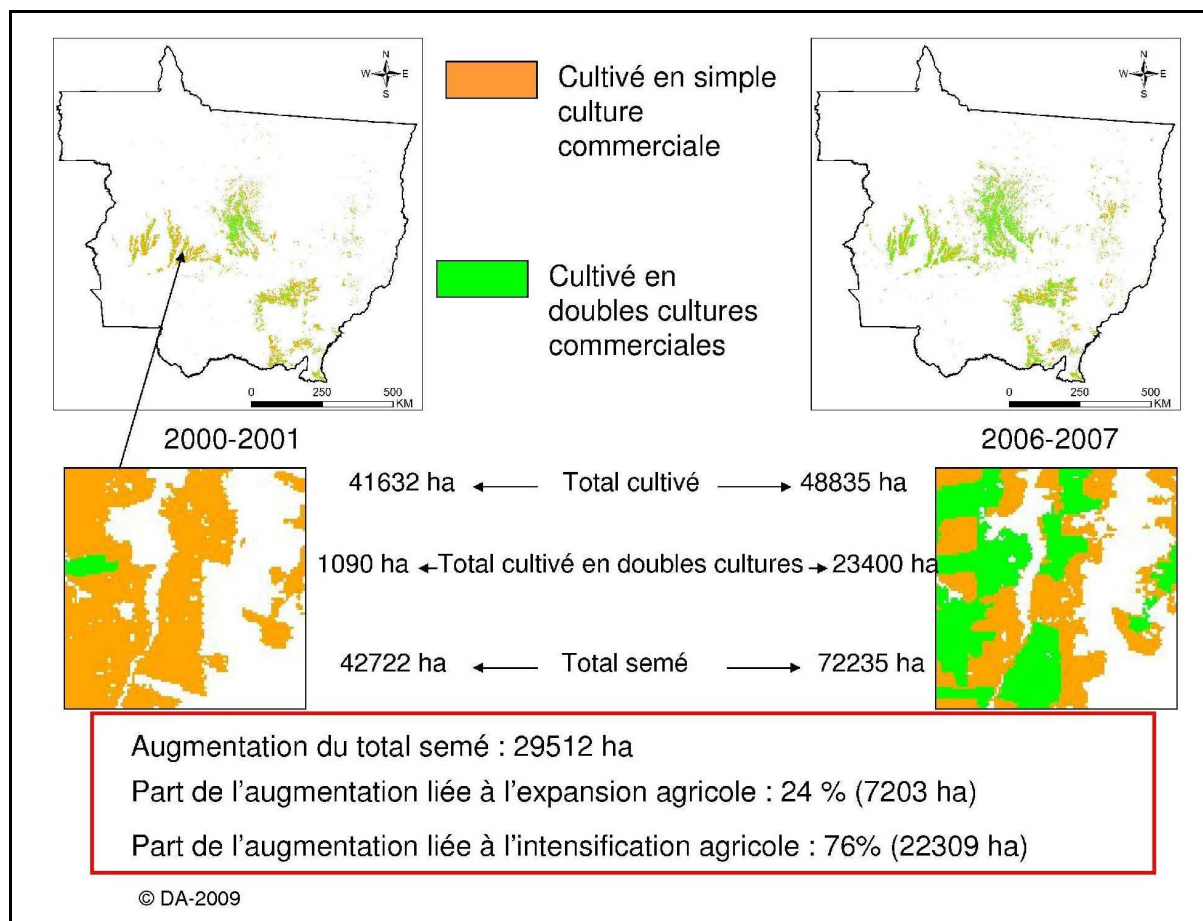 N
W E
S
0 250 500
KM
2000-2001
Cultivé en simple
culture
commerciale
Cultivé en
doubles cultures
commerciales
N
W E
S
0 250 500
KM
2006-2007
41632 ha Total cultivé 48835 ha
1090 ha Total cultivé en doubles cultures 23400 ha
42722 ha Total semé 72235 ha
Augmentation du total semé : 29512 ha
Part de l'augmentation liée à l'expansion agricole : 24 % (7203 ha)
Part de l'augmentation liée à l'intensification agricole : 76% (22309 ha)
© DA-2009